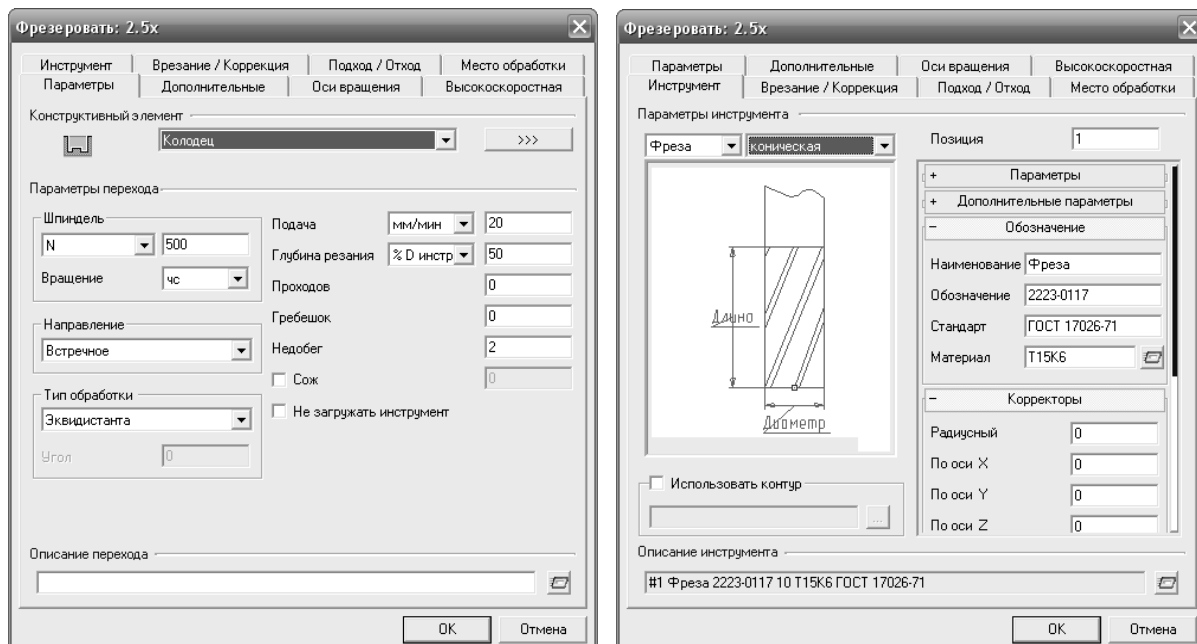 Фрезеровать: 2.5х
Инструмент
Врезание / Коррекция
Подход / Отход
Место обработки
Параметры
Дополнительные
Оси вращения
Высокоскоростная
Конструктивный элемент
Колодец
>>>
Параметры перехода
Шпиндель
N
500
Вращение
чс
Направление
Встречное
Тип обработки
Эквидистанта
Угол
0
Подача
мм/мин
20
Глубина резания
% D инстр
50
Проходов
0
Гребешок
0
Недобег
2
Сож
0
Не загружать инструмент
Описание перехода
OK
Отмена
Фрезеровать: 2.5х
Параметры
Дополнительные
Оси вращения
Высокоскоростная
Инструмент
Врезание / Коррекция
Подход / Отход
Место обработки
Параметры инструмента
Фреза
коническая
Позиция
1
Длина
Диаметр
+ Параметры
+ Дополнительные параметры
− Обозначение
Наименование Фреза
Обозначение 2223-0117
Стандарт ГОСТ 17026-71
Материал Т15К6
− Корректоры
Радиусный 0
По оси X 0
По оси Y 0
По оси Z 0
Использовать контур
...
Описание инструмента
#1 Фреза 2223-0117 10 Т15К6 ГОСТ 17026-71
OK
Отмена